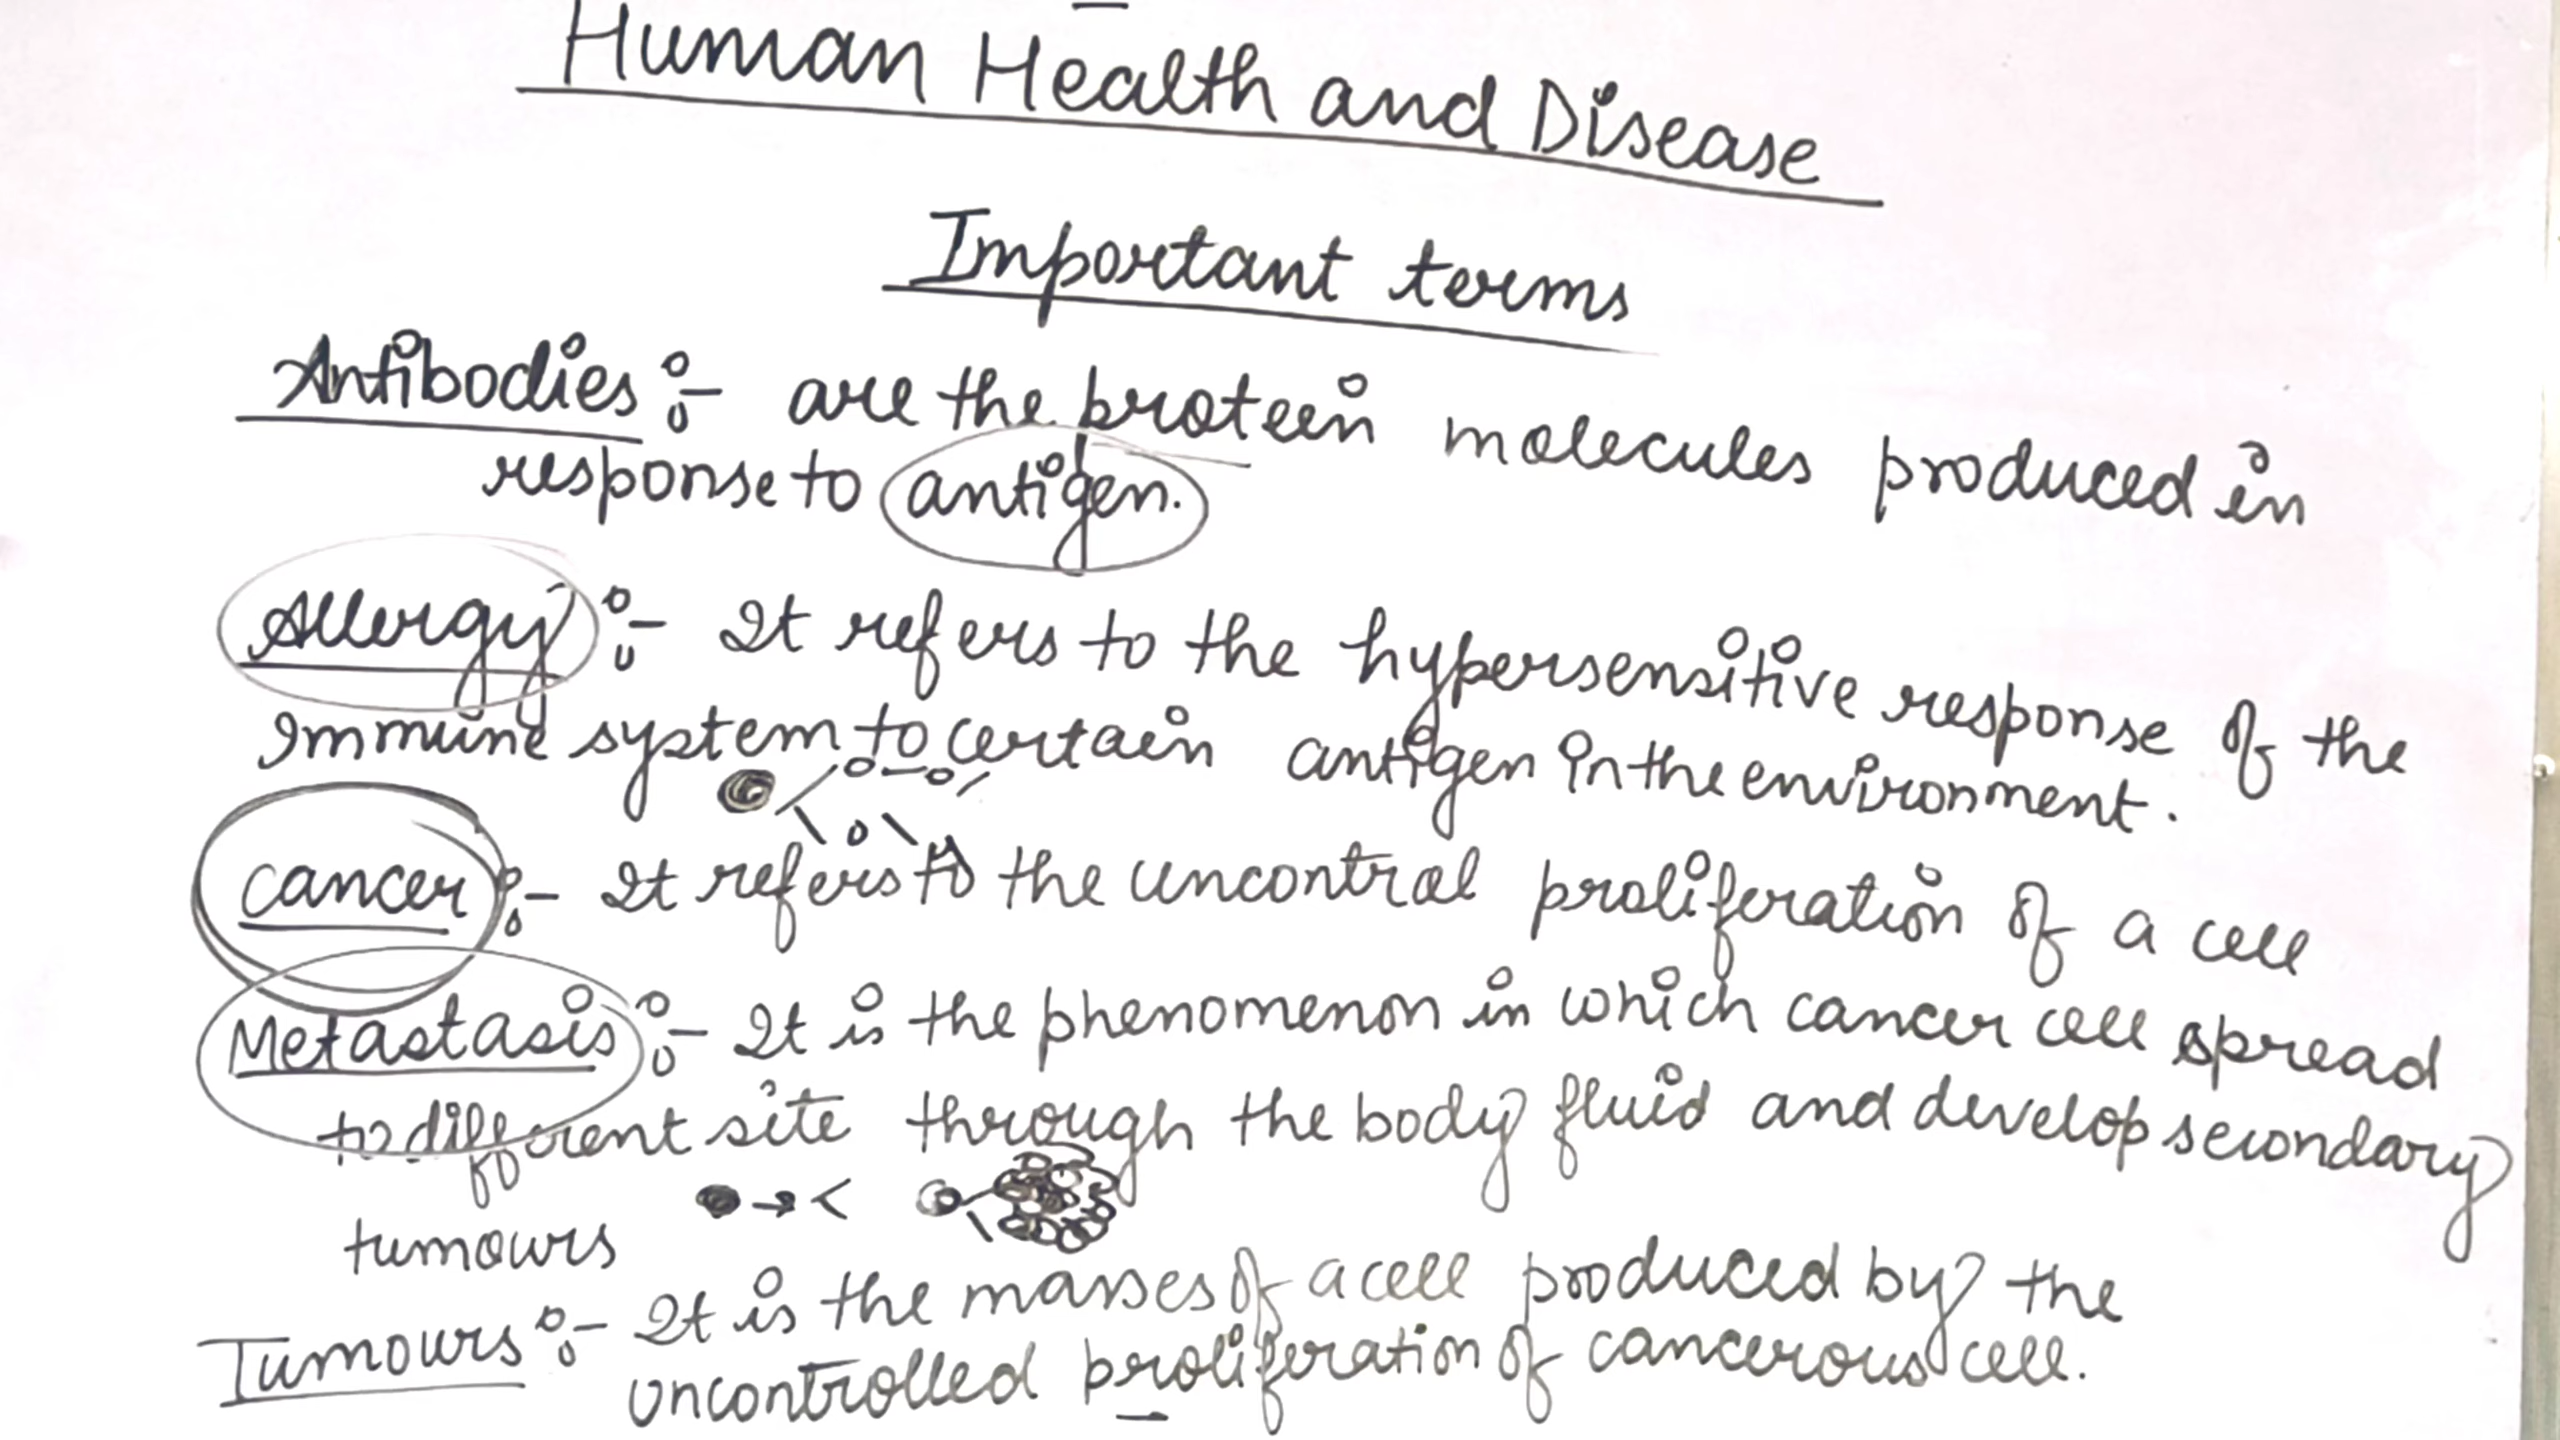 Human Health and Disease
Important terms
Antibodies :- are the protein molecules produced in
response to antigen.
Allergy :- It refers to the hypersensitive response of the
Immune system to certain antigen in the environment.
cancer :- It refers to the uncontrol proliferation of a cell
Metastasis :- It is the phenomenon in which cancer cell spread
to different site through the body fluid and develop secondary
tumours
Tumours :- It is the masses of a cell produced by the
uncontrolled proliferation of cancerous cell.